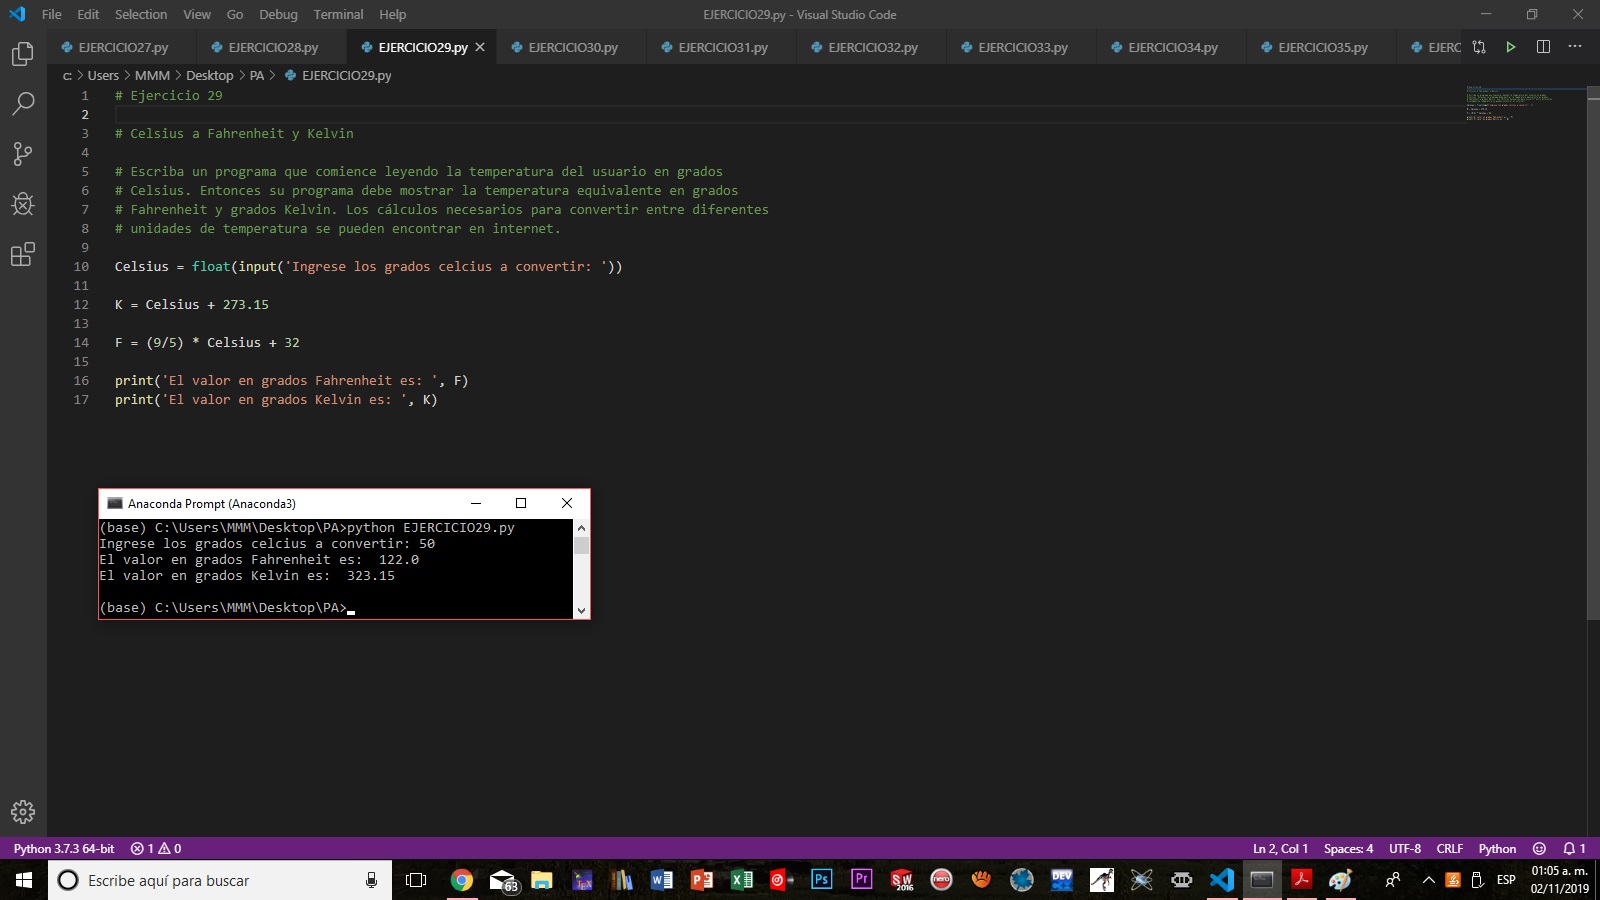 File Edit Selection View Go Debug Terminal Help
EJERCICIO29.py - Visual Studio Code
EJERCICIO27.py EJERCICIO28.py EJERCICIO29.py EJERCICIO30.py EJERCICIO31.py EJERCICIO32.py EJERCICIO33.py EJERCICIO34.py EJERCICIO35.py EJERC
c: > Users > MMM > Desktop > PA > EJERCICIO29.py
1 # Ejercicio 29
2
3 # Celsius a Fahrenheit y Kelvin
4
5 # Escriba un programa que comience leyendo la temperatura del usuario en grados
6 # Celsius. Entonces su programa debe mostrar la temperatura equivalente en grados
7 # Fahrenheit y grados Kelvin. Los cálculos necesarios para convertir entre diferentes
8 # unidades de temperatura se pueden encontrar en internet.
9
10 Celsius = float(input('Ingrese los grados celcius a convertir: '))
11
12 K = Celsius + 273.15
13
14 F = (9/5) * Celsius + 32
15
16 print('El valor en grados Fahrenheit es: ', F)
17 print('El valor en grados Kelvin es: ', K)
Anaconda Prompt (Anaconda3)
(base) C:\Users\MMM\Desktop\PA>python EJERCICIO29.py
Ingrese los grados celcius a convertir: 50
El valor en grados Fahrenheit es:  122.0
El valor en grados Kelvin es:  323.15
(base) C:\Users\MMM\Desktop\PA>
Python 3.7.3 64-bit 1 0 Ln 2, Col 1 Spaces: 4 UTF-8 CRLF Python 1
Escribe aquí para buscar
63
Ps
Pr
SW
2016
nero
DEV
ESP
01:05 a. m.
02/11/2019